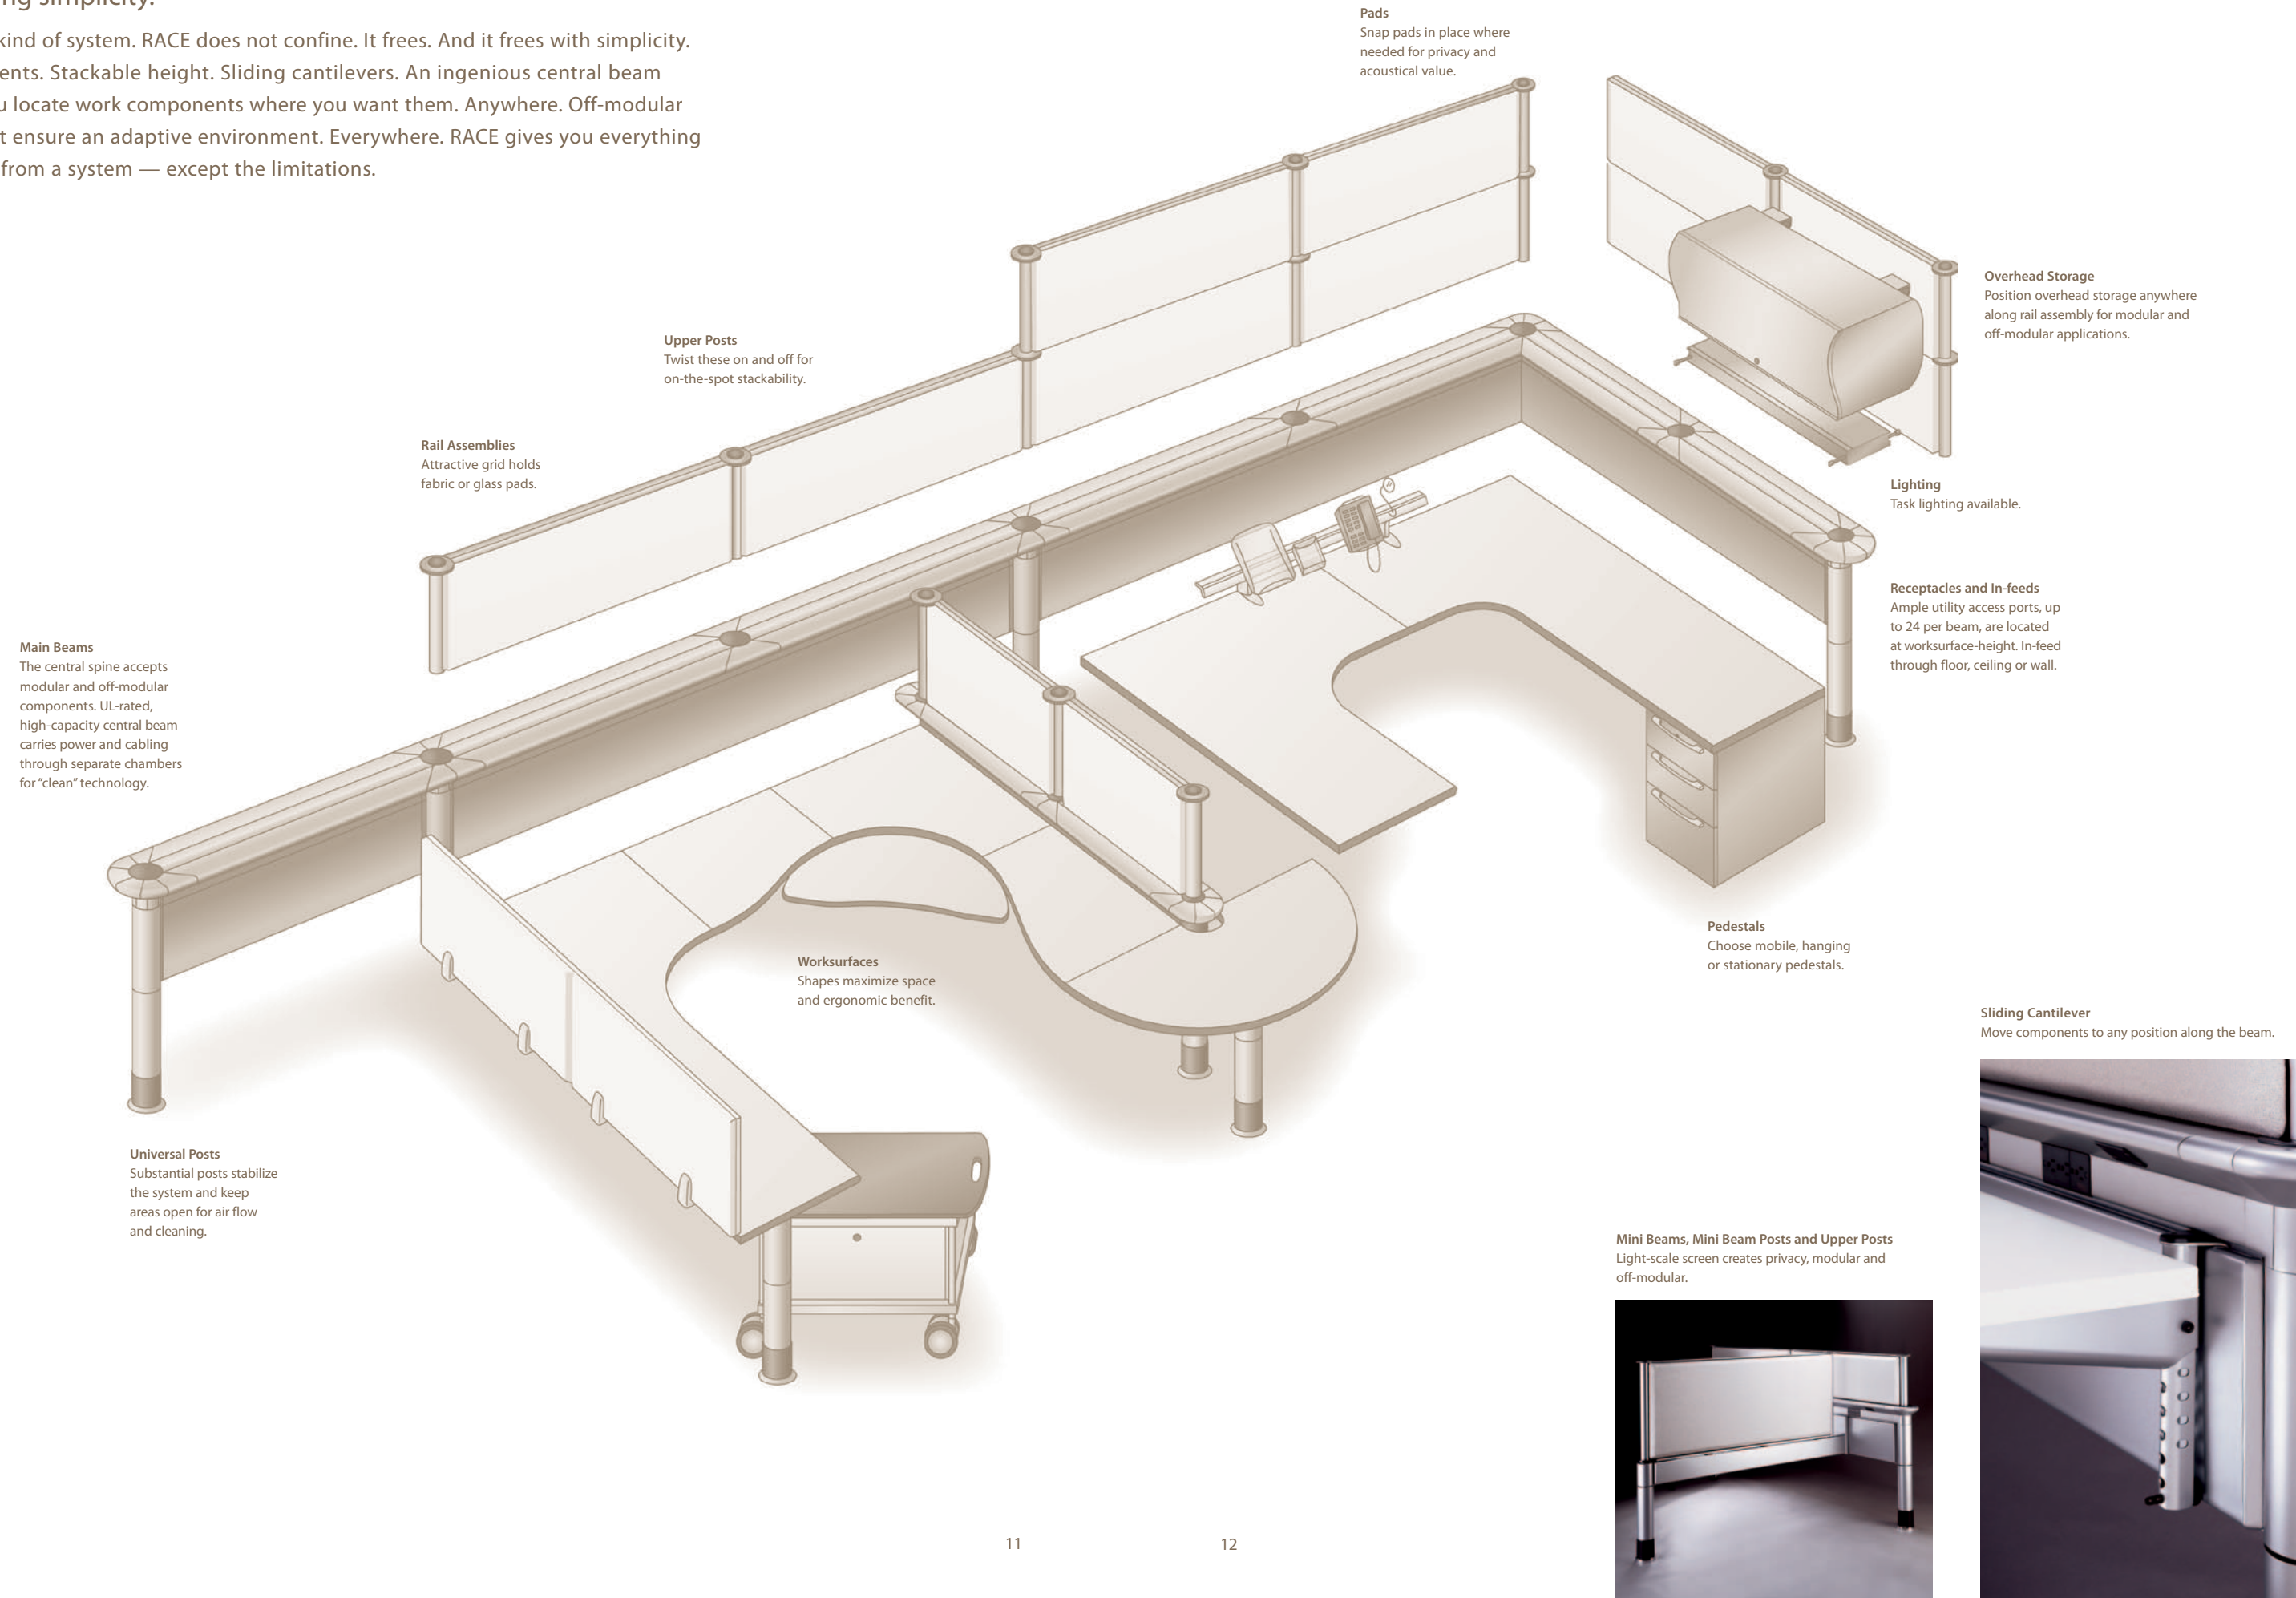 ng simplicity.
kind of system. RACE does not confine. It frees. And it frees with simplicity.
ents. Stackable height. Sliding cantilevers. An ingenious central beam
u locate work components where you want them. Anywhere. Off-modular
t ensure an adaptive environment. Everywhere. RACE gives you everything
from a system — except the limitations.
Pads
Snap pads in place where
needed for privacy and
acoustical value.
Overhead Storage
Position overhead storage anywhere
along rail assembly for modular and
off-modular applications.
Upper Posts
Twist these on and off for
on-the-spot stackability.
Rail Assemblies
Attractive grid holds
fabric or glass pads.
Lighting
Task lighting available.
Receptacles and In-feeds
Ample utility access ports, up
to 24 per beam, are located
at worksurface-height. In-feed
through floor, ceiling or wall.
Main Beams
The central spine accepts
modular and off-modular
components. UL-rated,
high-capacity central beam
carries power and cabling
through separate chambers
for “clean” technology.
Pedestals
Choose mobile, hanging
or stationary pedestals.
Worksurfaces
Shapes maximize space
and ergonomic benefit.
Sliding Cantilever
Move components to any position along the beam.
Universal Posts
Substantial posts stabilize
the system and keep
areas open for air flow
and cleaning.
Mini Beams, Mini Beam Posts and Upper Posts
Light-scale screen creates privacy, modular and
off-modular.
11
12